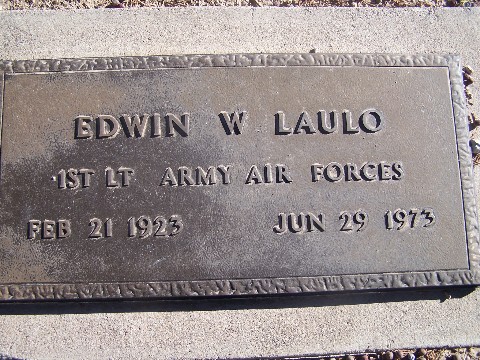 EDWIN W LAULO
1ST LT ARMY AIR FORCES
FEB 21 1923 JUN 29 1973